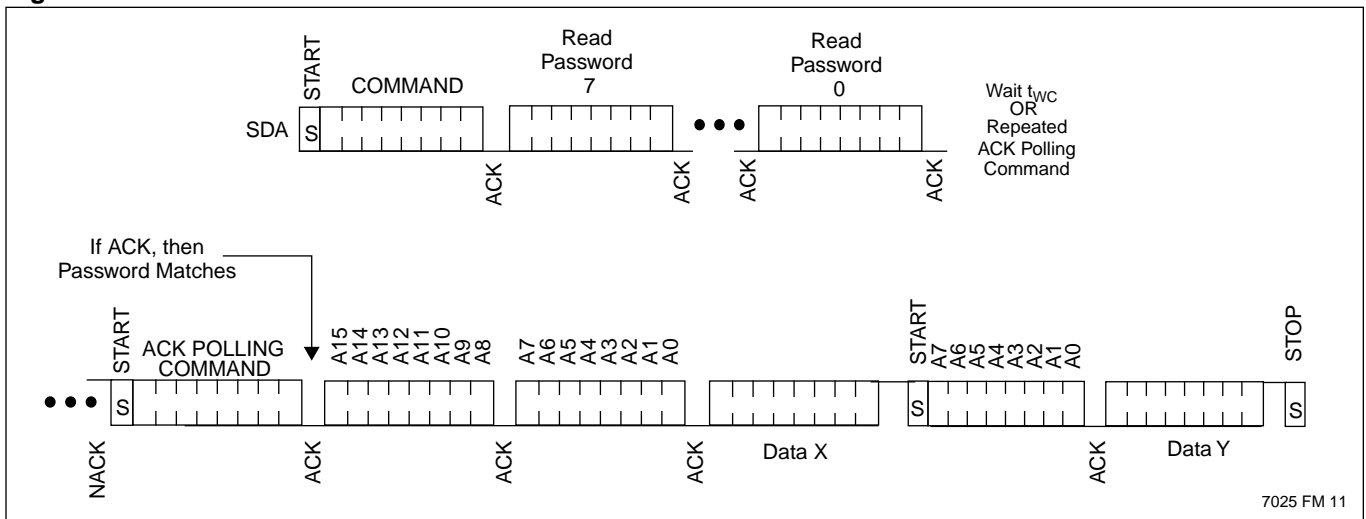 START
COMMAND
Read
Password
7
Read
Password
0
Wait tWC
OR
Repeated
ACK Polling
Command
SDA
S
ACK
ACK
ACK
ACK
If ACK, then
Password Matches
START
ACK POLLING
COMMAND
A15
A14
A13
A12
A11
A10
A9
A8
A7
A6
A5
A4
A3
A2
A1
A0
START
A7
A6
A5
A4
A3
A2
A1
A0
STOP
S
S
S
NACK
ACK
ACK
ACK
Data X
ACK
Data Y
7025 FM 11